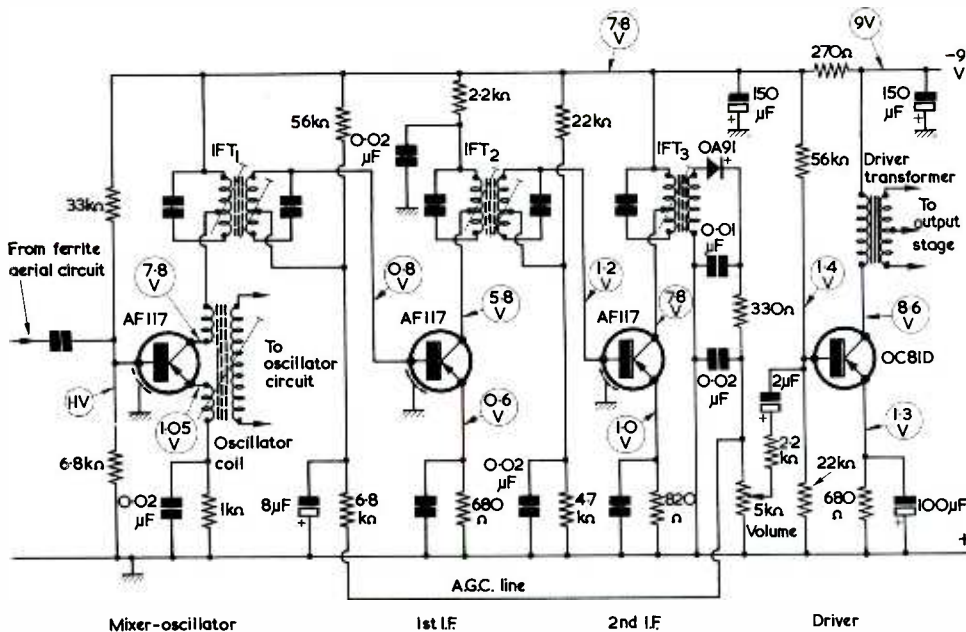 7·8
V
9V
270Ω
-9
V
2·2kΩ
150
µF
150
µF
56kΩ
0·02
µF
22kΩ
IFT1
IFT2
IFT3
OA91
56kΩ
Driver
transformer
33kΩ
To
output
stage
0·01
µF
From ferrite
aerial circuit
7·8
V
0·8
V
1·2
V
1·4
V
5·8
V
7·8
V
330Ω
8·6
V
AF117
AF117
AF117
OC81D
To
oscillator
circuit
0·02
µF
2µF
1·1V
0·6
V
1·05
V
1·0
V
1·3
V
Oscillator
coil
2·2
kΩ
6·8kΩ
0·02
µF
22kΩ
0·02
µF
1kΩ
8µF
6·8
kΩ
680
Ω
4·7
kΩ
820
Ω
5kΩ
Volume
680
Ω
100µF
+
A.G.C. line
Mixer-oscillator
1st I.F.
2nd I.F.
Driver